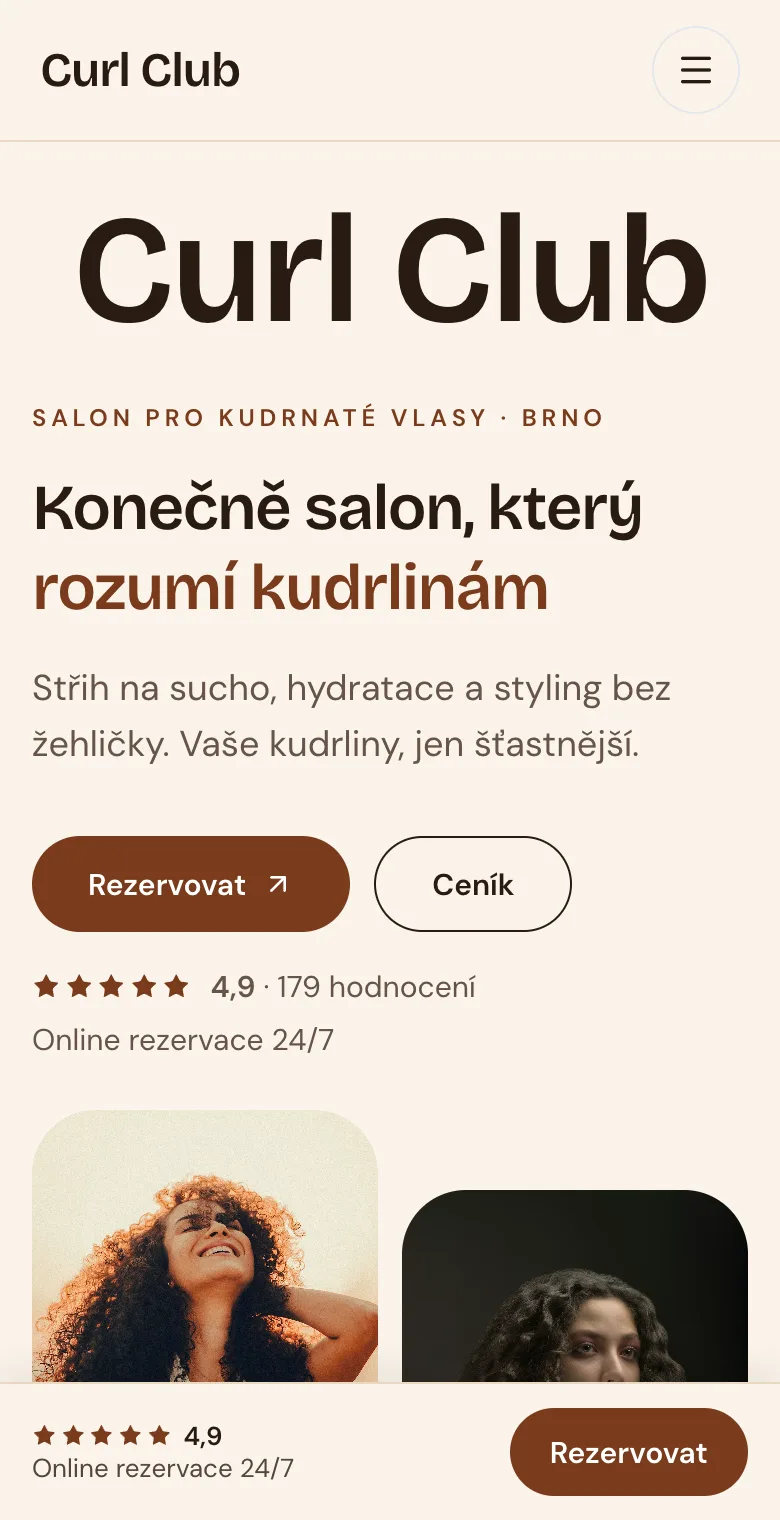 Curl Club
Curl Club
SALON PRO KUDRNATÉ VLASY · BRNO
Konečně salon, který
rozumí kudrlinám
Střih na sucho, hydratace a styling bez
žehličky. Vaše kudrliny, jen šťastnější.
Rezervovat
Ceník
4,9 · 179 hodnocení
Online rezervace 24/7
4,9
Online rezervace 24/7
Rezervovat